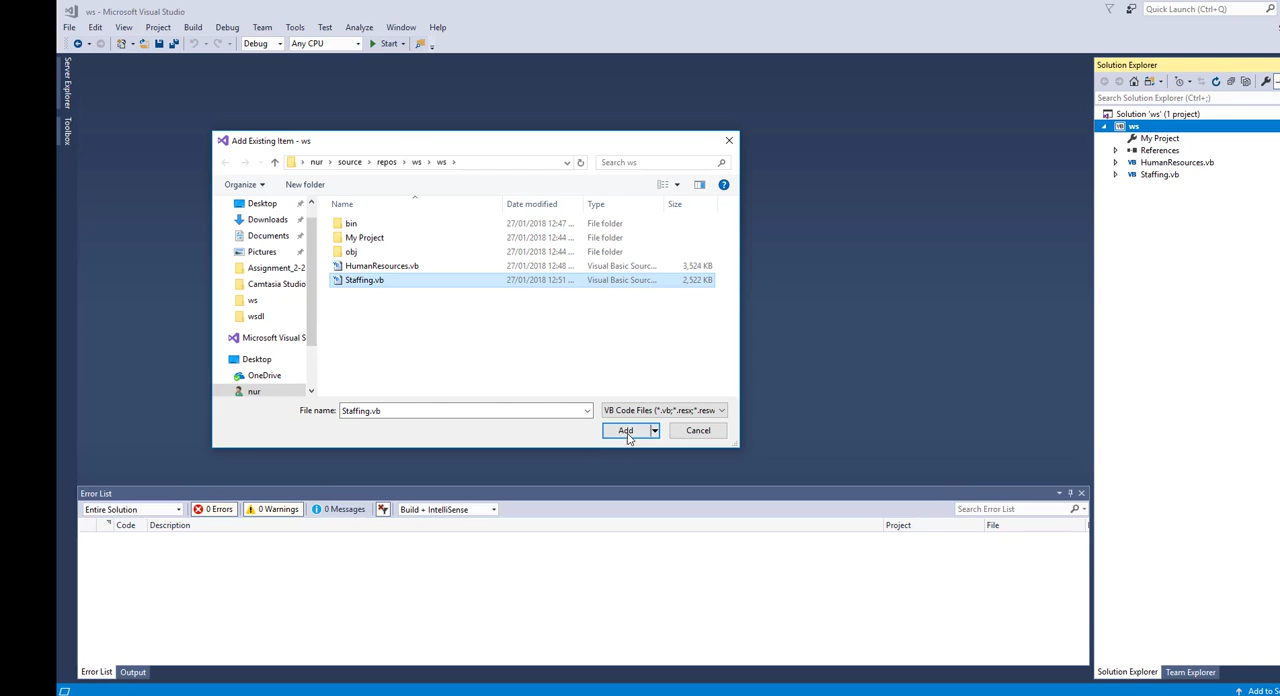 ws - Microsoft Visual Studio
Quick Launch (Ctrl+Q)
File Edit View Project Build Debug Team Tools Test Analyze Window Help
Debug Any CPU Start
Server Explorer
Toolbox
Solution Explorer
Search Solution Explorer (Ctrl+;)
Solution 'ws' (1 project)
ws
My Project
References
HumanResources.vb
Staffing.vb
Add Existing Item - ws
nur > source > repos > ws > ws >
Search ws
Organize New folder
Desktop
Downloads
Documents
Pictures
Assignment_2-2
Camtasia Studio
ws
wsdl
Microsoft Visual S
Desktop
OneDrive
nur
Name Date modified Type Size
bin 27/01/2018 12:47 ... File folder
My Project 27/01/2018 12:44 ... File folder
obj 27/01/2018 12:44 ... File folder
HumanResources.vb 27/01/2018 12:48 ... Visual Basic Sourc... 3,524 KB
Staffing.vb 27/01/2018 12:51 ... Visual Basic Sourc... 2,522 KB
File name: Staffing.vb VB Code Files (*.vb;*.resx;*.resw
Add Cancel
Error List
Entire Solution 0 Errors 0 Warnings 0 Messages Build + IntelliSense Search Error List
Code Description Project File
Error List Output
Solution Explorer Team Explorer
Add to S